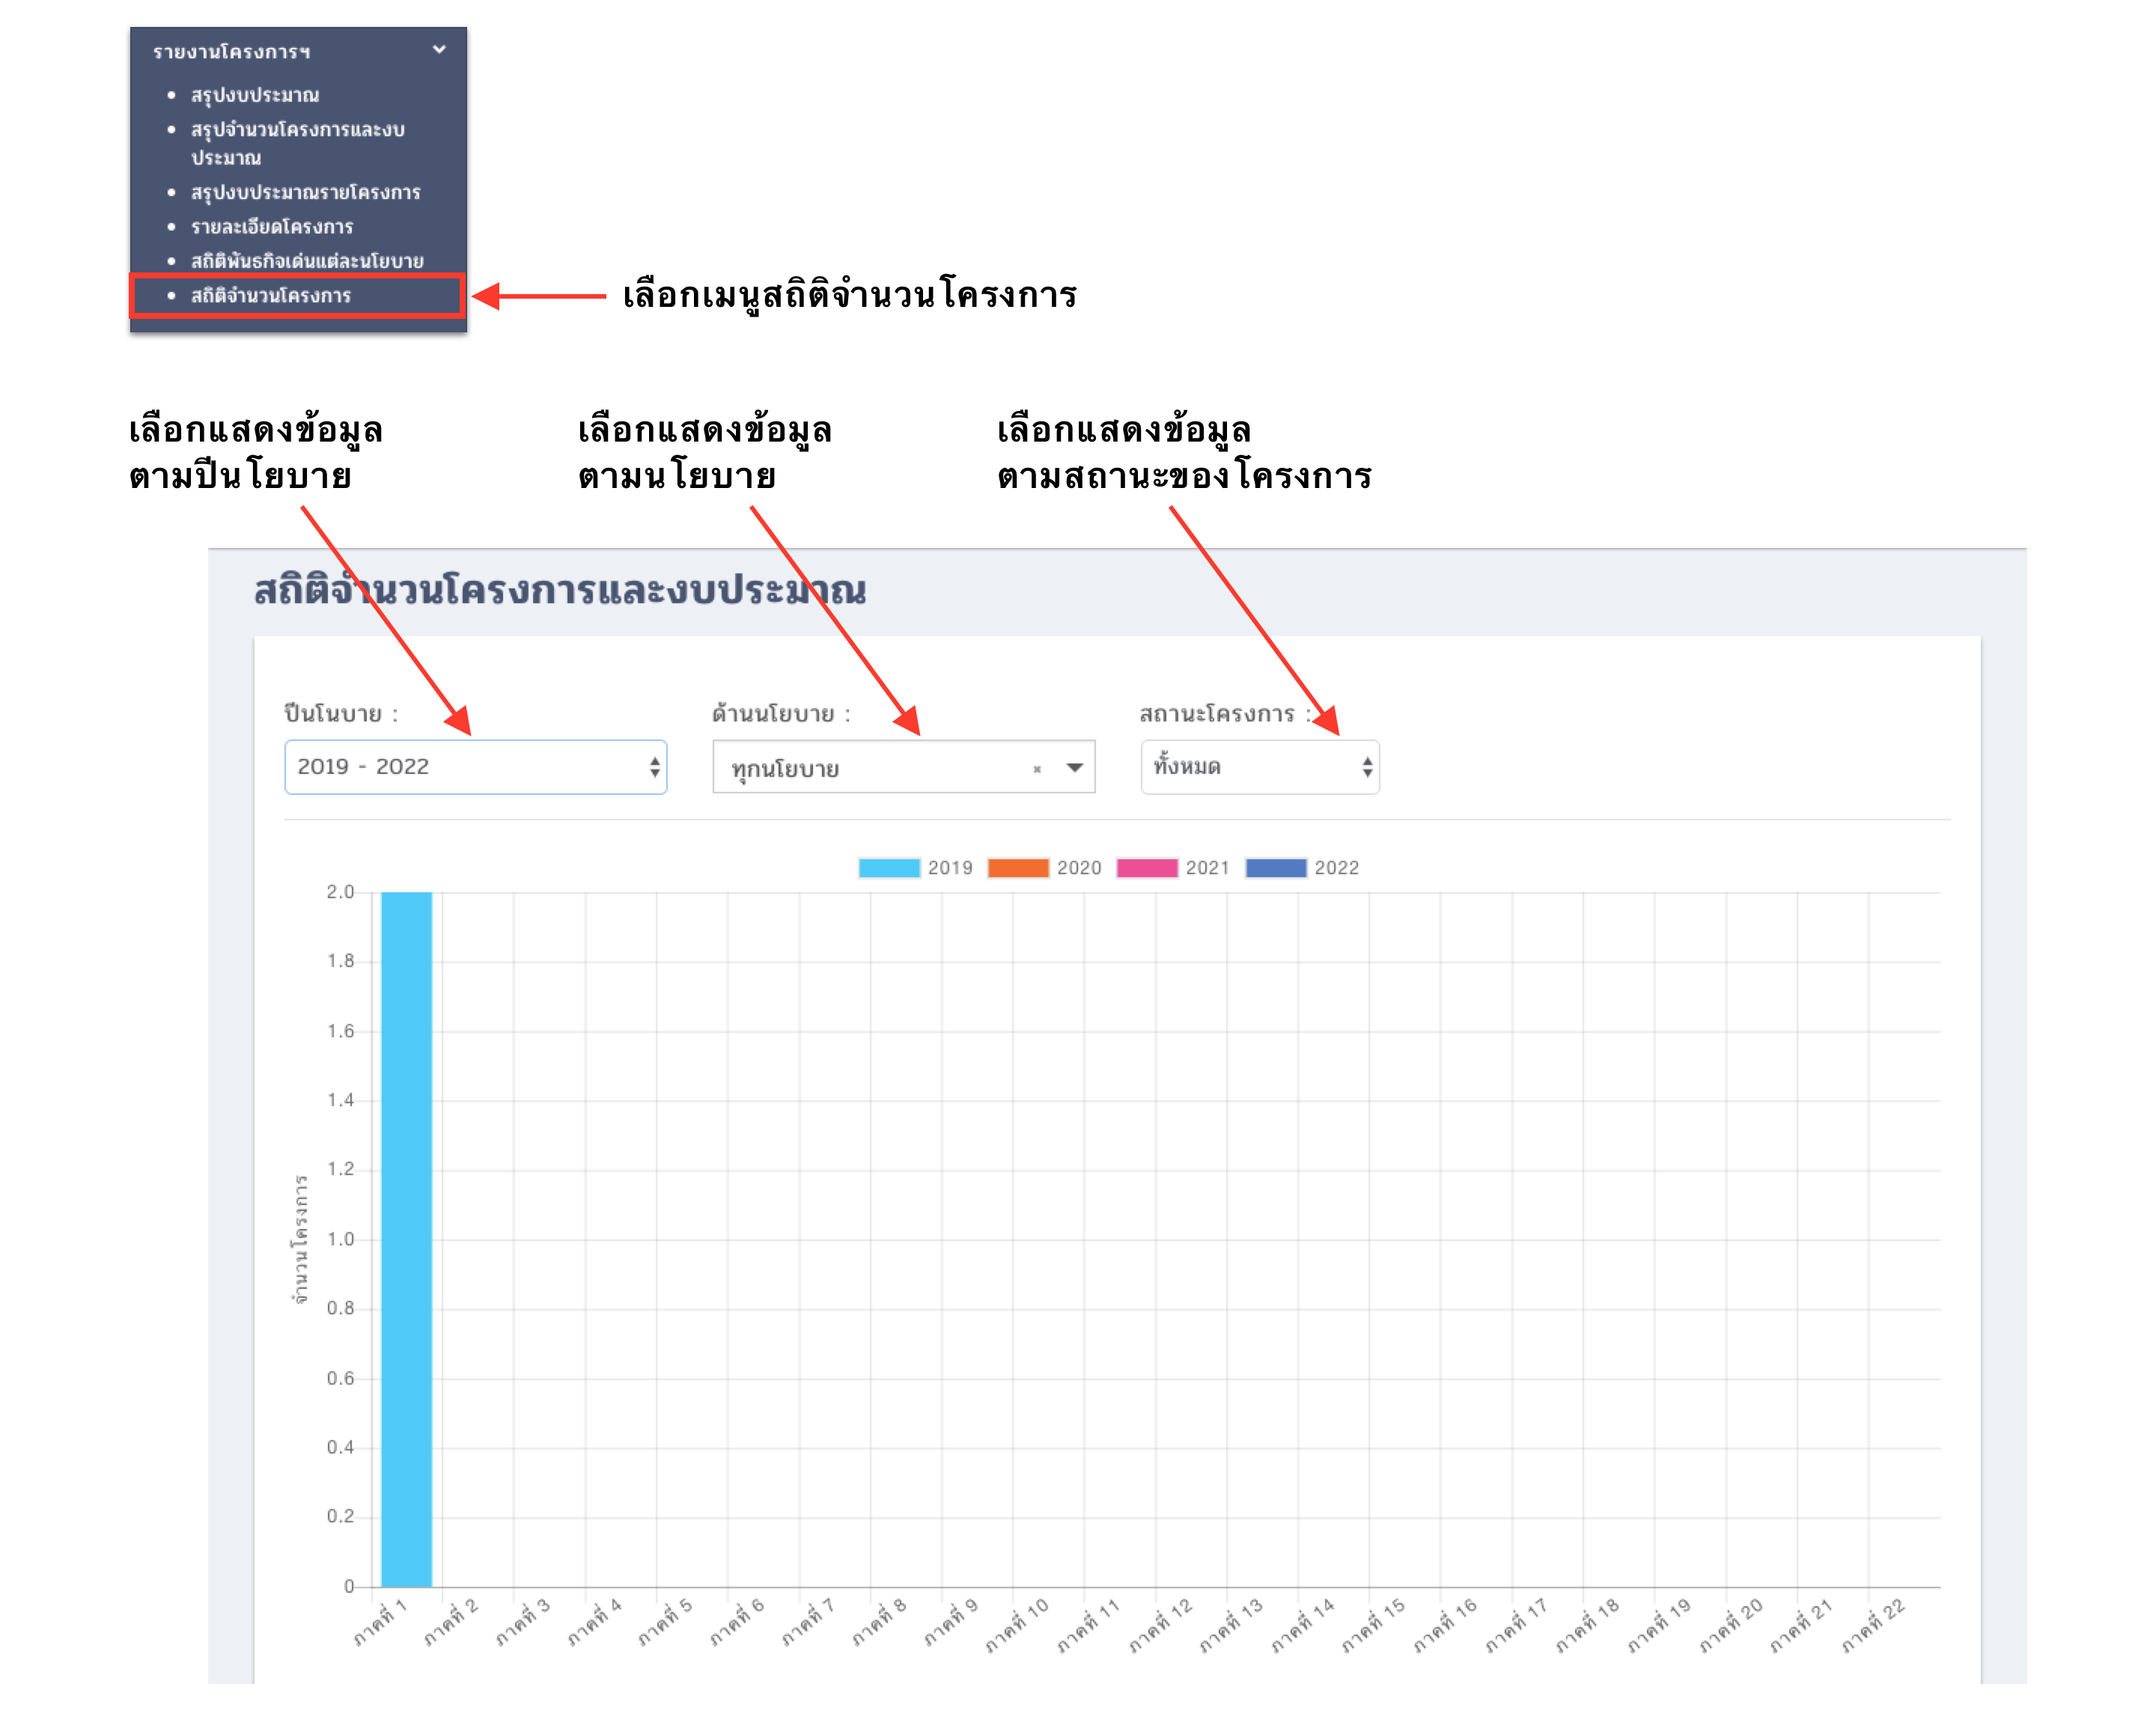 รายงานโครงการฯ
สรุปงบประมาณ
สรุปจำนวนโครงการและงบ
ประมาณ
สรุปงบประมาณรายโครงการ
รายละเอียดโครงการ
สถิติพันธกิจเด่นแต่ละนโยบาย
สถิติจำนวนโครงการ
เลือกเมนูสถิติจำนวนโครงการ
เลือกแสดงข้อมูล
ตามปีนโยบาย
เลือกแสดงข้อมูล
ตามนโยบาย
เลือกแสดงข้อมูล
ตามสถานะของโครงการ
สถิติจำนวนโครงการและงบประมาณ
ปีนโนบาย :
ด้านนโยบาย :
สถานะโครงการ :
2019 - 2022
ทุกนโยบาย ×
ทั้งหมด
2019 2020 2021 2022
2.0
1.8
1.6
1.4
1.2
1.0
0.8
0.6
0.4
0.2
0
จำนวนโครงการ
ภาคที่ 1 ภาคที่ 2 ภาคที่ 3 ภาคที่ 4 ภาคที่ 5 ภาคที่ 6 ภาคที่ 7 ภาคที่ 8 ภาคที่ 9 ภาคที่ 10 ภาคที่ 11 ภาคที่ 12 ภาคที่ 13 ภาคที่ 14 ภาคที่ 15 ภาคที่ 16 ภาคที่ 17 ภาคที่ 18 ภาคที่ 19 ภาคที่ 20 ภาคที่ 21 ภาคที่ 22